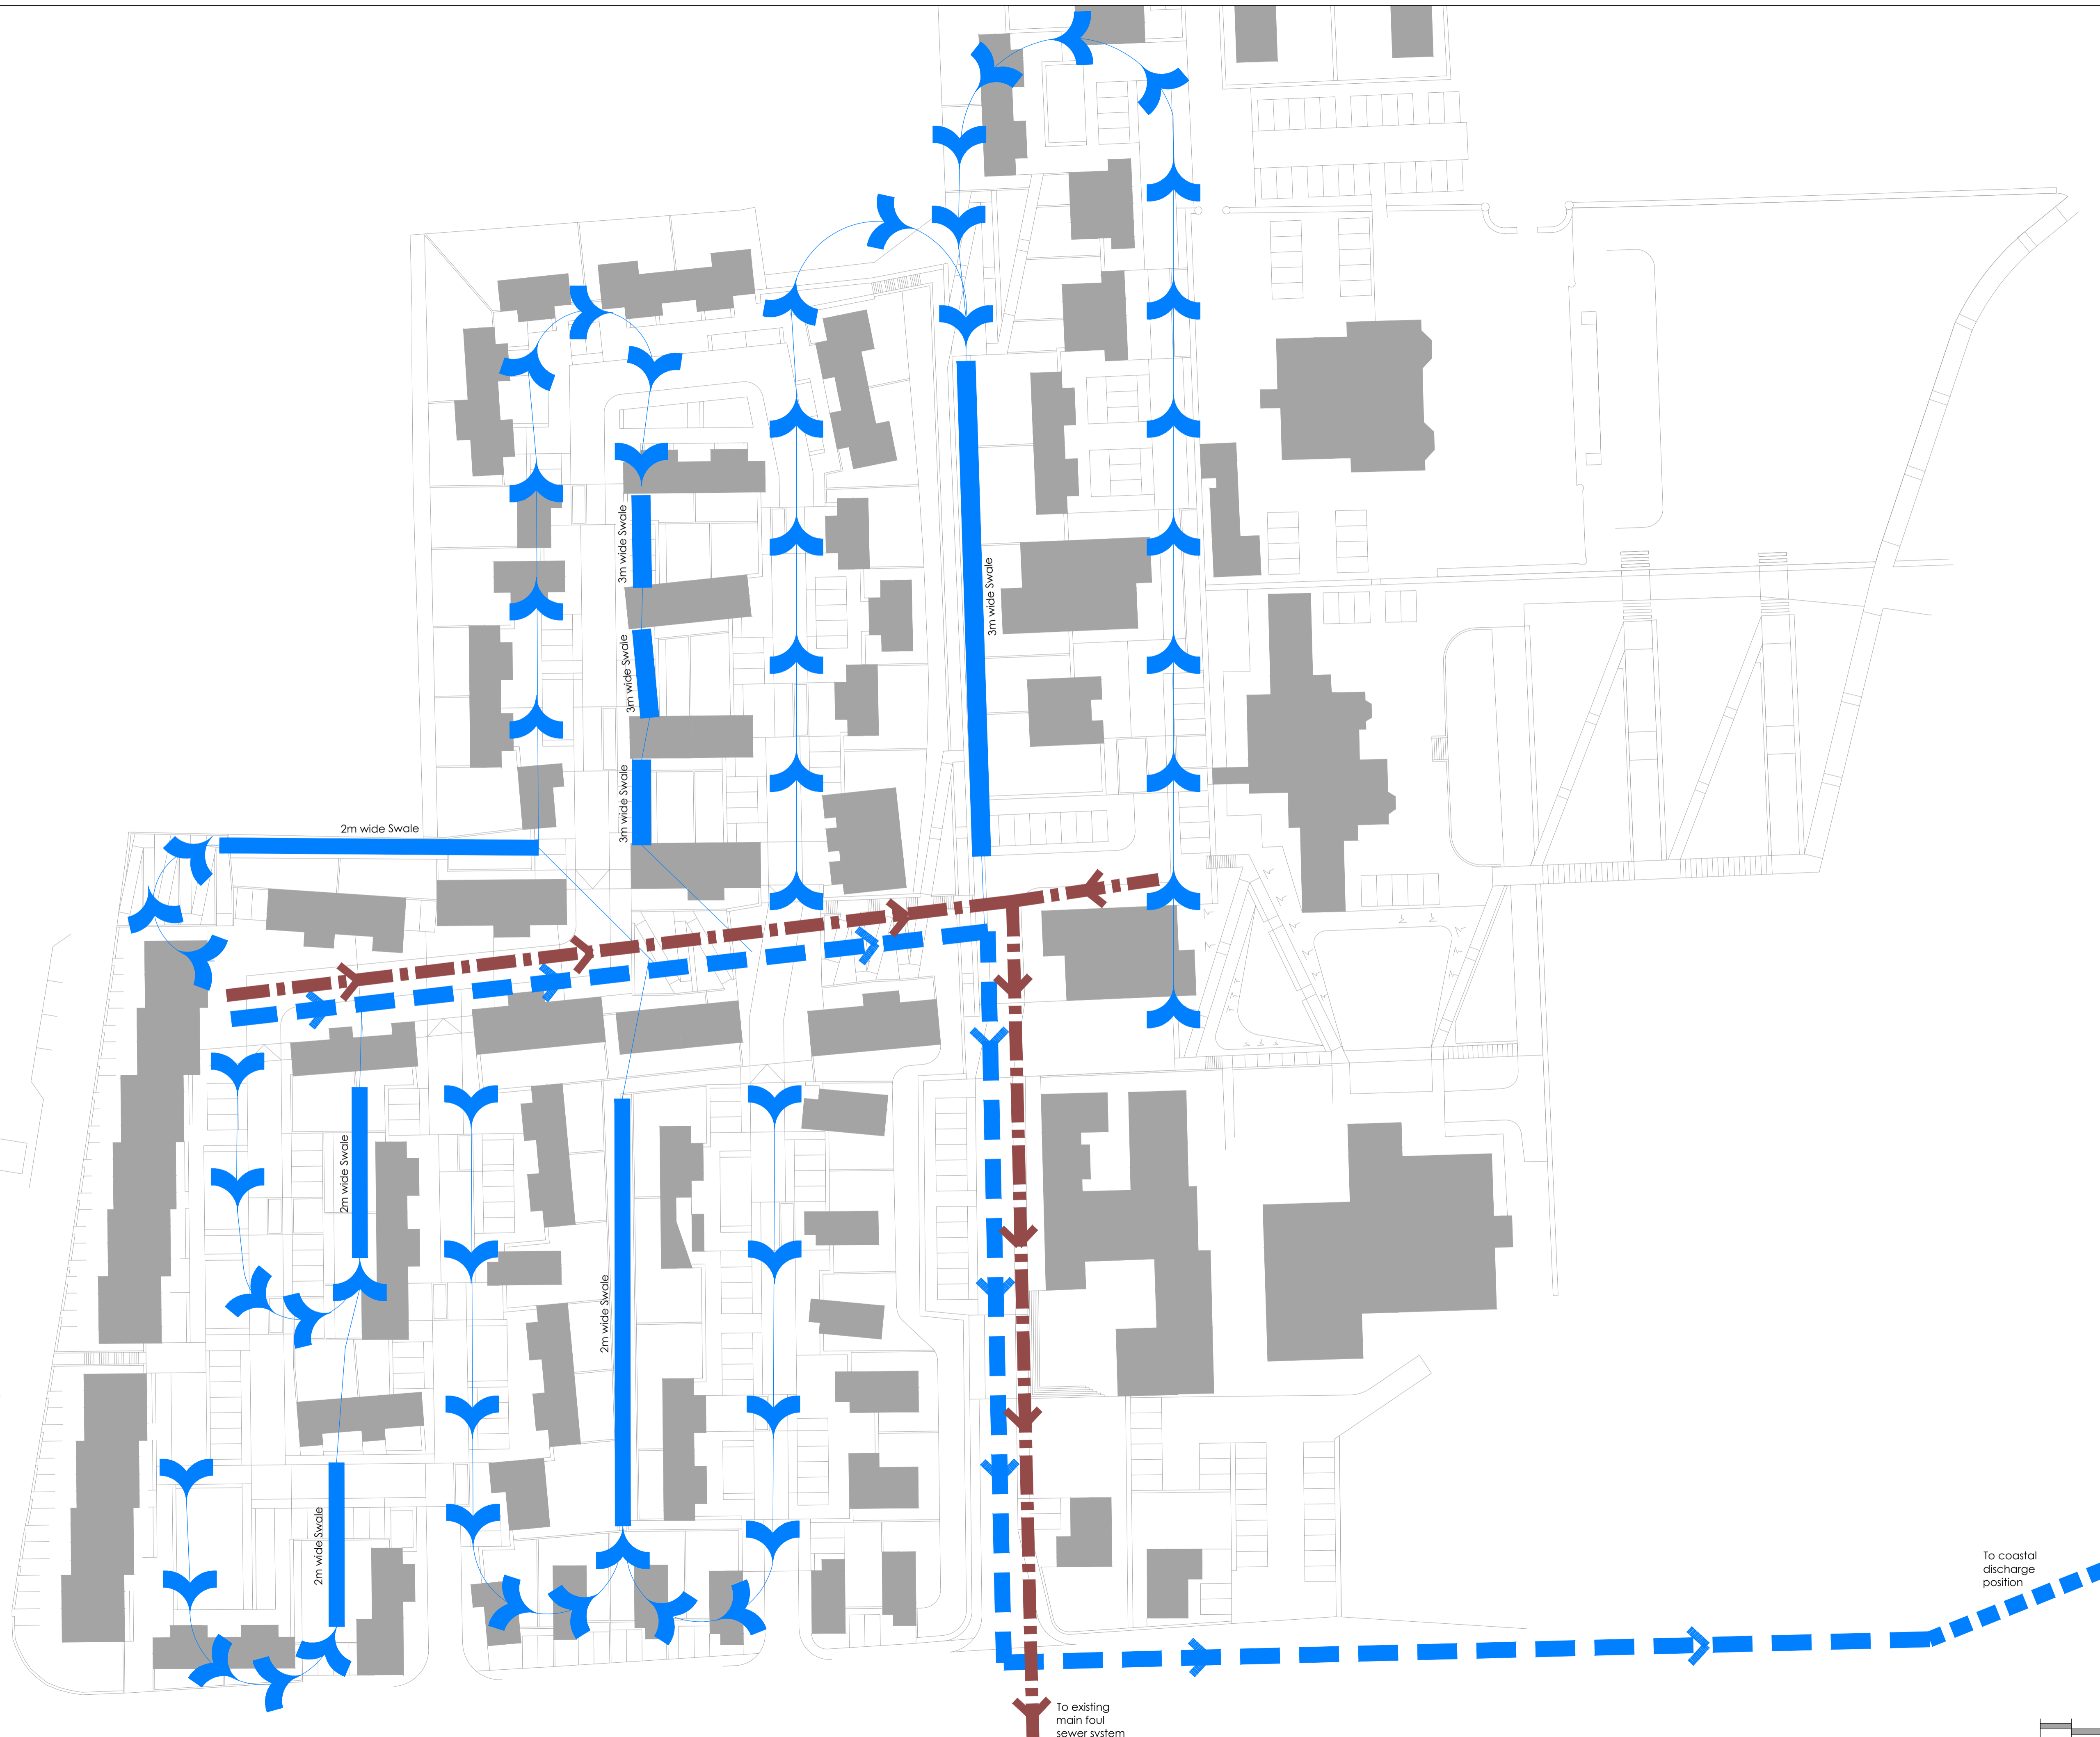 3m wide Swale
3m wide Swale
3m wide Swale
3m wide Swale
2m wide Swale
2m wide Swale
2m wide Swale
2m wide Swale
To coastal
discharge
position
To existing
main foul
sewer system